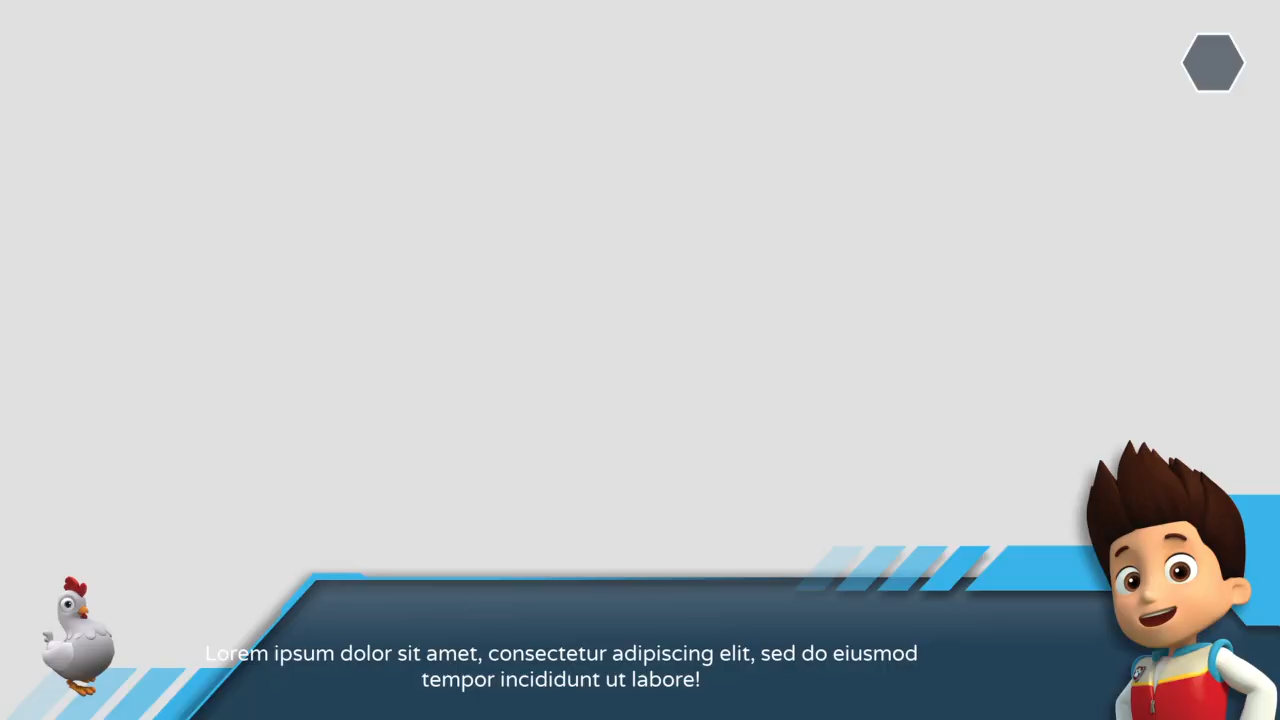 Lorem ipsum dolor sit amet, consectetur adipiscing elit, sed do eiusmod
tempor incididunt ut labore!